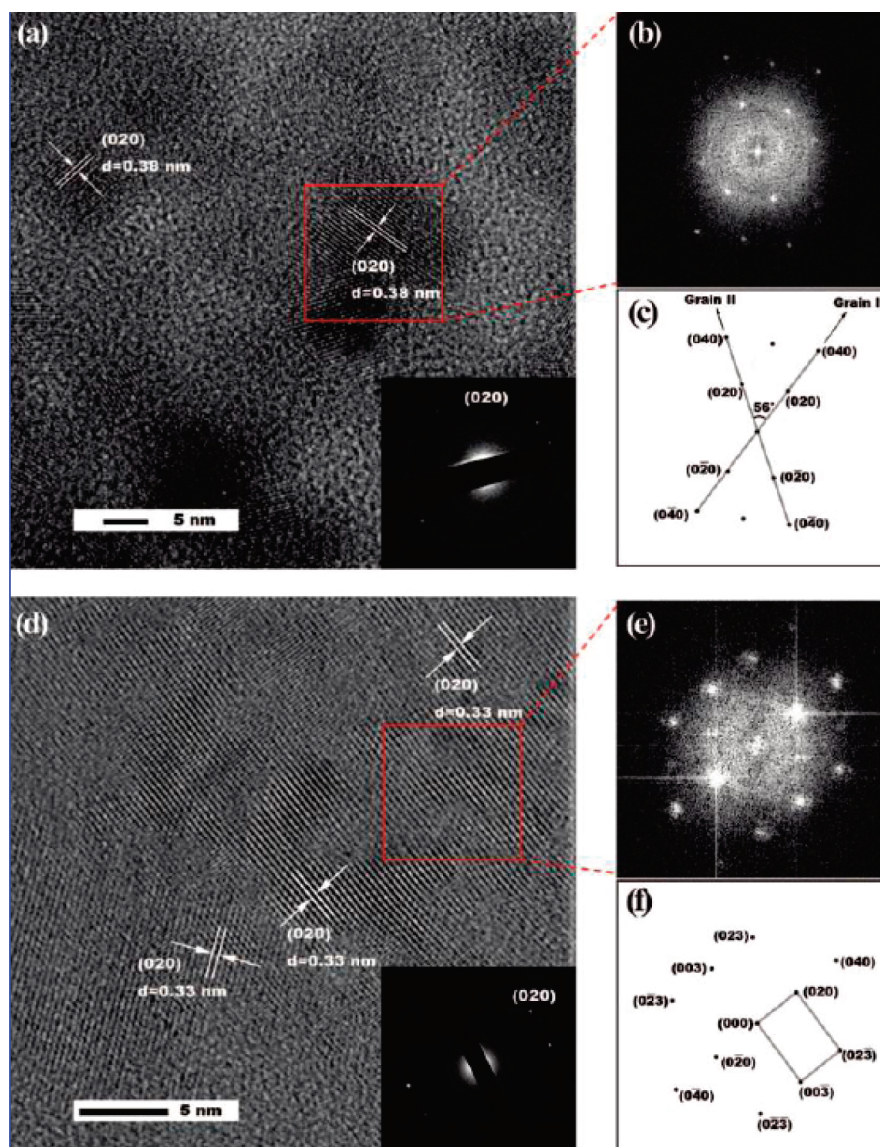 (a)
(020)
d=0.38 nm
(020)
d=0.38 nm
(020)
5 nm
(b)
Grain II
Grain I
(c)
(040)
(040)
(020)
(020)
56°
(02̄0)
(02̄0)
(04̄0)
(04̄0)
(d)
(020)
d=0.33 nm
(020)
d=0.33 nm
(020)
d=0.33 nm
(020)
5 nm
(e)
(f)
(023)
(003)
(040)
(02̄3)
(020)
(000)
(02̄0)
(023̄)
(04̄0)
(003̄)
(02̄3̄)